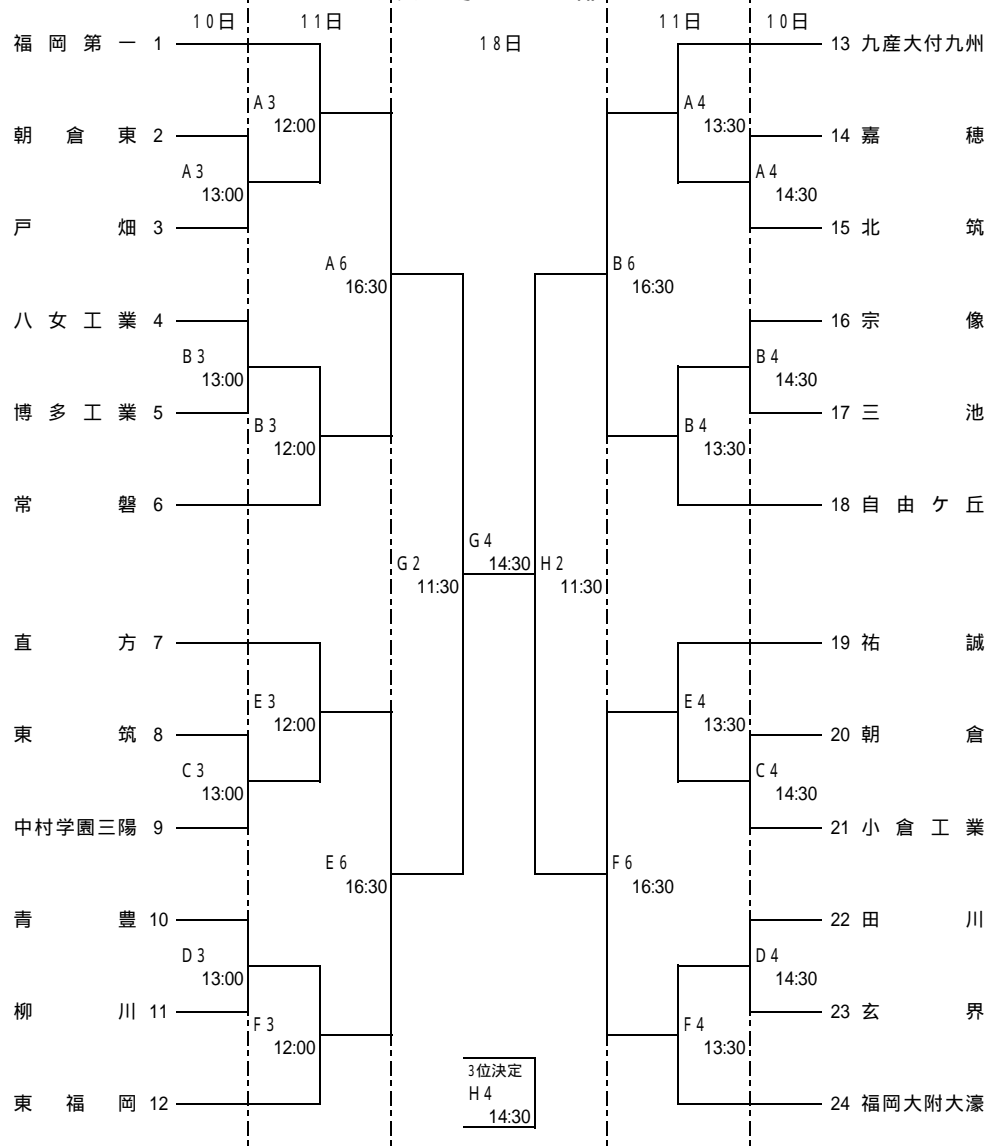 10日 11日 18日 11日 10日
福岡第一 1
13 九産大付九州
A3 12:00
A4 13:30
朝倉東 2
14 嘉穂
A3 13:00
A4 14:30
戸畑 3
15 北筑
A6 16:30
B6 16:30
八女工業 4
16 宗像
B3 13:00
B4 14:30
博多工業 5
17 三池
B3 12:00
B4 13:30
常磐 6
18 自由ケ丘
G4 14:30
G2 11:30
H2 11:30
直方 7
19 祐誠
E3 12:00
E4 13:30
東筑 8
20 朝倉
C3 13:00
C4 14:30
中村学園三陽 9
21 小倉工業
E6 16:30
F6 16:30
青豊 10
22 田川
D3 13:00
D4 14:30
柳川 11
23 玄界
F3 12:00
F4 13:30
3位決定
H4 14:30
東福岡 12
24 福岡大附大濠